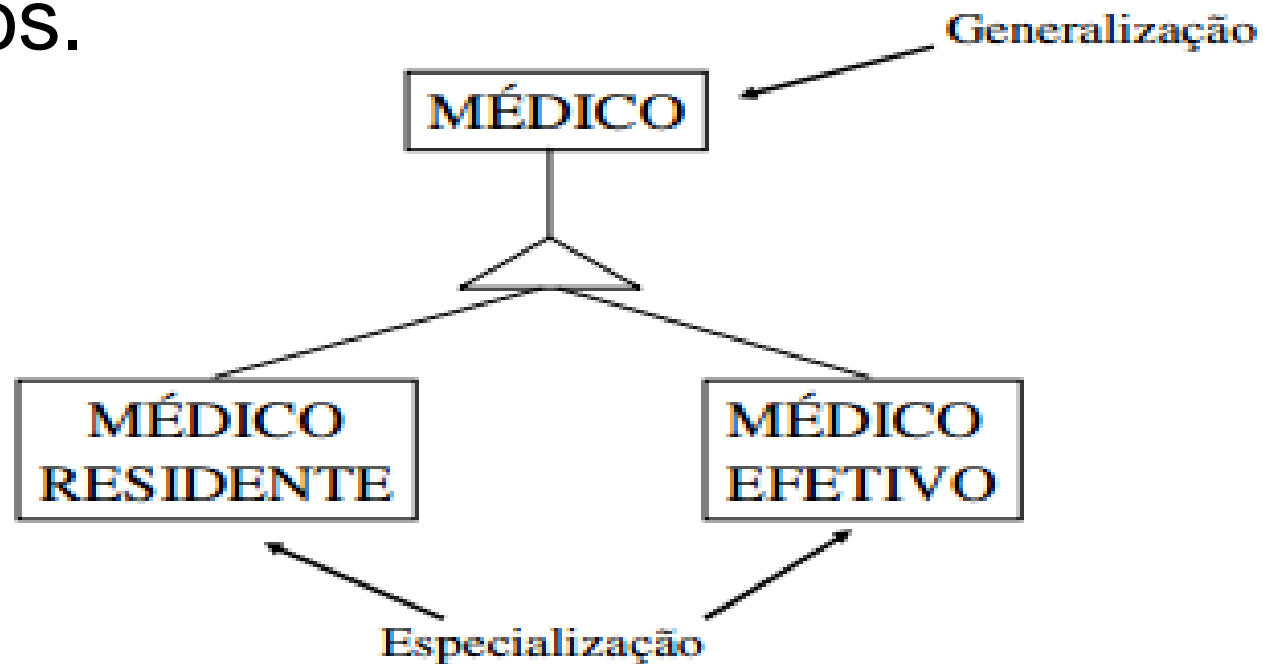 os.
Generalização
MÉDICO
MÉDICO
RESIDENTE
MÉDICO
EFETIVO
Especialização